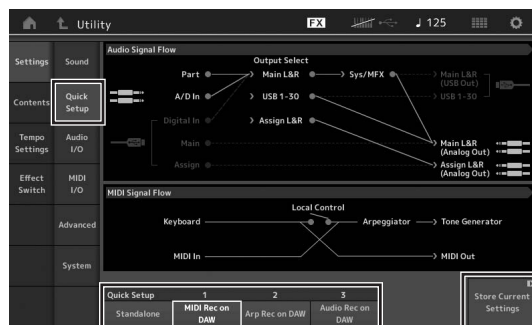 Utility
FX
♩ 125
Settings
Sound
Contents
Quick
Setup
Tempo
Settings
Audio
I/O
Effect
Switch
MIDI
I/O
Advanced
System
Audio Signal Flow
Output Select
Part
Main L&R
Sys/MFX
Main L&R
(USB Out)
A/D In
USB 1-30
USB 1-30
Digital In
Assign L&R
Main
Main L&R
(Analog Out)
Assign
Assign L&R
(Analog Out)
MIDI Signal Flow
Local Control
Keyboard
Arpeggiator
Tone Generator
MIDI In
MIDI Out
Quick Setup
1
2
3
Standalone
MIDI Rec on
DAW
Arp Rec on DAW
Audio Rec on
DAW
Store Current
Settings